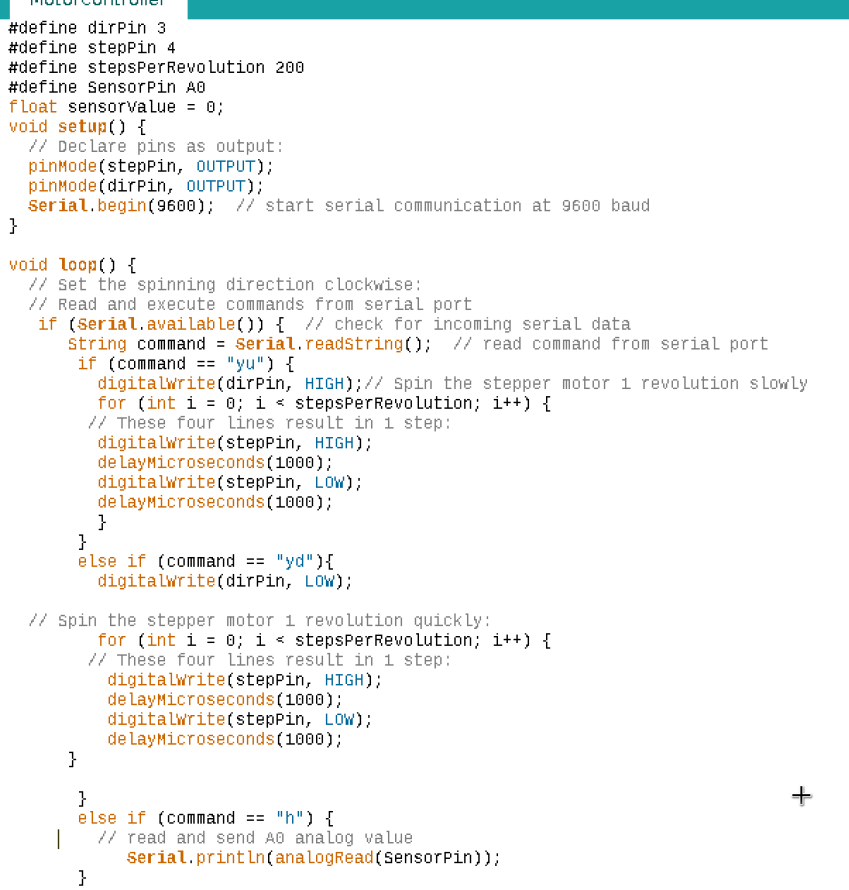 MotorController
#define dirPin 3
#define stepPin 4
#define stepsPerRevolution 200
#define SensorPin A0
float sensorValue = 0;
void setup() {
  // Declare pins as output:
  pinMode(stepPin, OUTPUT);
  pinMode(dirPin, OUTPUT);
  Serial.begin(9600);  // start serial communication at 9600 baud
}

void loop() {
  // Set the spinning direction clockwise:
  // Read and execute commands from serial port
   if (Serial.available()) {  // check for incoming serial data
      String command = Serial.readString();  // read command from serial port
       if (command == "yu") {
         digitalWrite(dirPin, HIGH);// Spin the stepper motor 1 revolution slowly
         for (int i = 0; i < stepsPerRevolution; i++) {
        // These four lines result in 1 step:
         digitalWrite(stepPin, HIGH);
         delayMicroseconds(1000);
         digitalWrite(stepPin, LOW);
         delayMicroseconds(1000);
         }
       }
       else if (command == "yd"){
         digitalWrite(dirPin, LOW);

  // Spin the stepper motor 1 revolution quickly:
         for (int i = 0; i < stepsPerRevolution; i++) {
        // These four lines result in 1 step:
          digitalWrite(stepPin, HIGH);
          delayMicroseconds(1000);
          digitalWrite(stepPin, LOW);
          delayMicroseconds(1000);
      }

       }
       else if (command == "h") {
         // read and send A0 analog value
            Serial.println(analogRead(SensorPin));
       }